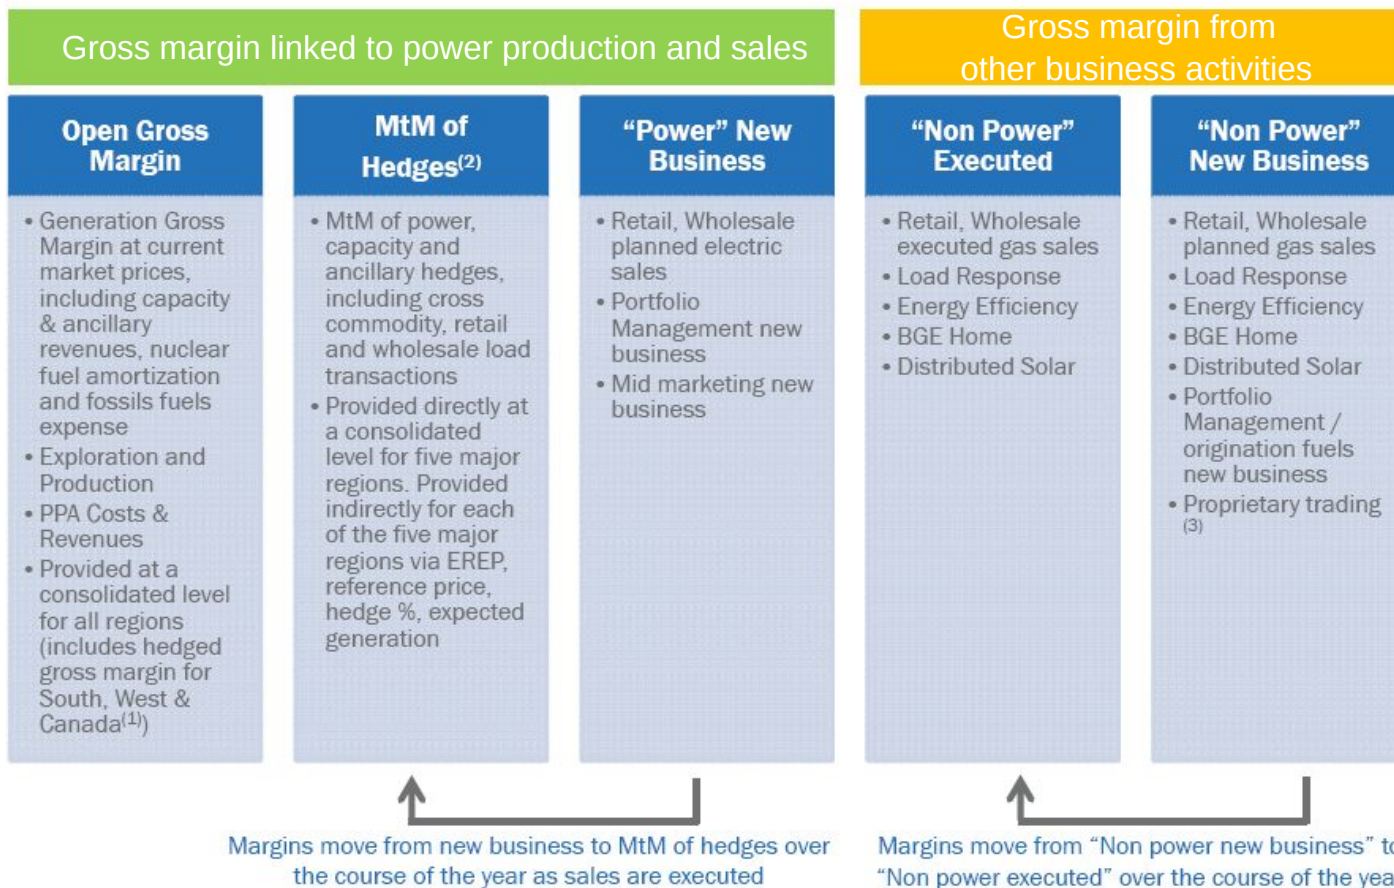 Gross margin linked to power production and sales
Gross margin from
other business activities
Open Gross
Margin
• Generation Gross
Margin at current
market prices,
including capacity
& ancillary
revenues, nuclear
fuel amortization
and fossils fuels
expense
• Exploration and
Production
• PPA Costs &
Revenues
• Provided at a
consolidated level
for all regions
(includes hedged
gross margin for
South, West &
Canada(1))
MtM of
Hedges(2)
• MtM of power,
capacity and
ancillary hedges,
including cross
commodity, retail
and wholesale load
transactions
• Provided directly at
a consolidated
level for five major
regions. Provided
indirectly for each
of the five major
regions via EREP,
reference price,
hedge %, expected
generation
“Power” New
Business
• Retail, Wholesale
planned electric
sales
• Portfolio
Management new
business
• Mid marketing new
business
“Non Power”
Executed
• Retail, Wholesale
executed gas sales
• Load Response
• Energy Efficiency
• BGE Home
• Distributed Solar
“Non Power”
New Business
• Retail, Wholesale
planned gas sales
• Load Response
• Energy Efficiency
• BGE Home
• Distributed Solar
• Portfolio
Management /
origination fuels
new business
• Proprietary trading
(3)
Margins move from new business to MtM of hedges over
the course of the year as sales are executed
Margins move from “Non power new business” to
“Non power executed” over the course of the year